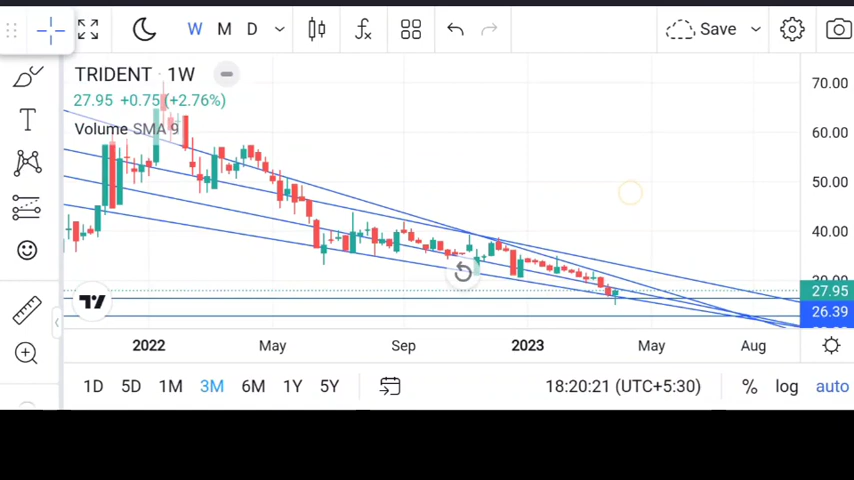 W M D Save
TRIDENT · 1W
27.95 +0.75 (+2.76%)
Volume SMA 9
70.00
60.00
50.00
40.00
30.00
27.95
26.39
2022 May Sep 2023 May Aug
1D 5D 1M 3M 6M 1Y 5Y 18:20:21 (UTC+5:30) % log auto